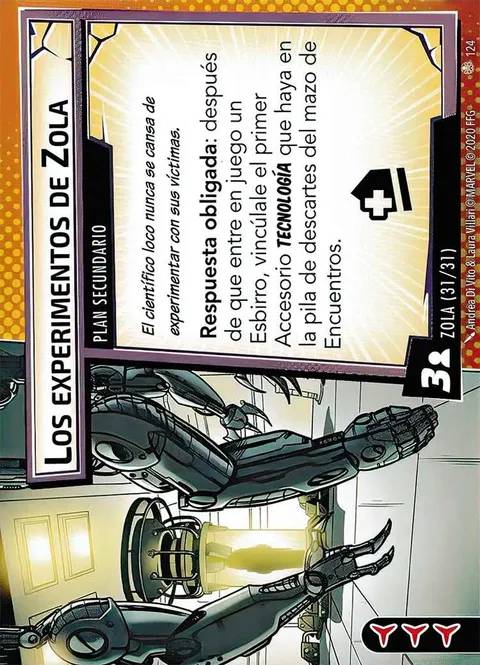 LOS EXPERIMENTOS DE ZOLA
PLAN SECUNDARIO
El científico loco nunca se cansa de
experimentar con sus víctimas.
Respuesta obligada: después
de que entre en juego un
Esbirro, vincúlale el primer
Accesorio TECNOLOGÍA que haya en
la pila de descartes del mazo de
Encuentros.
3
ZOLA (31/31)
Andrea Di Vito & Laura Villari © MARVEL © 2020 FFG
124